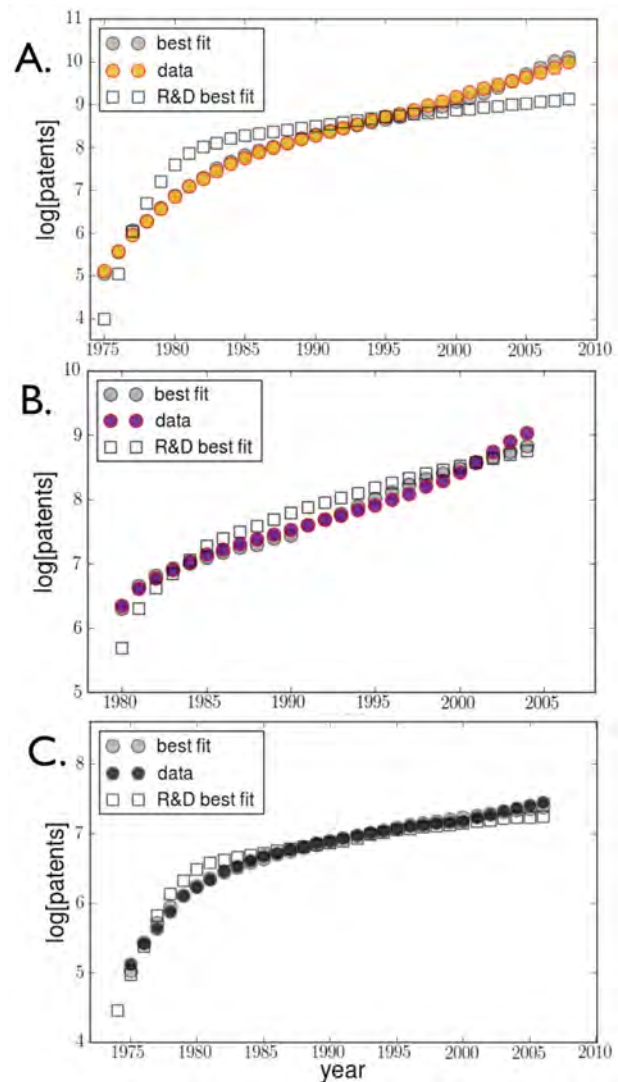 A.
best fit
data
R&D best fit
log[patents]
11
10
9
8
7
6
5
4
1975 1980 1985 1990 1995 2000 2005 2010
B.
best fit
data
R&D best fit
log[patents]
10
9
8
7
6
5
1980 1985 1990 1995 2000 2005
C.
best fit
data
R&D best fit
log[patents]
8
7
6
5
4
1975 1980 1985 1990 1995 2000 2005 2010
year